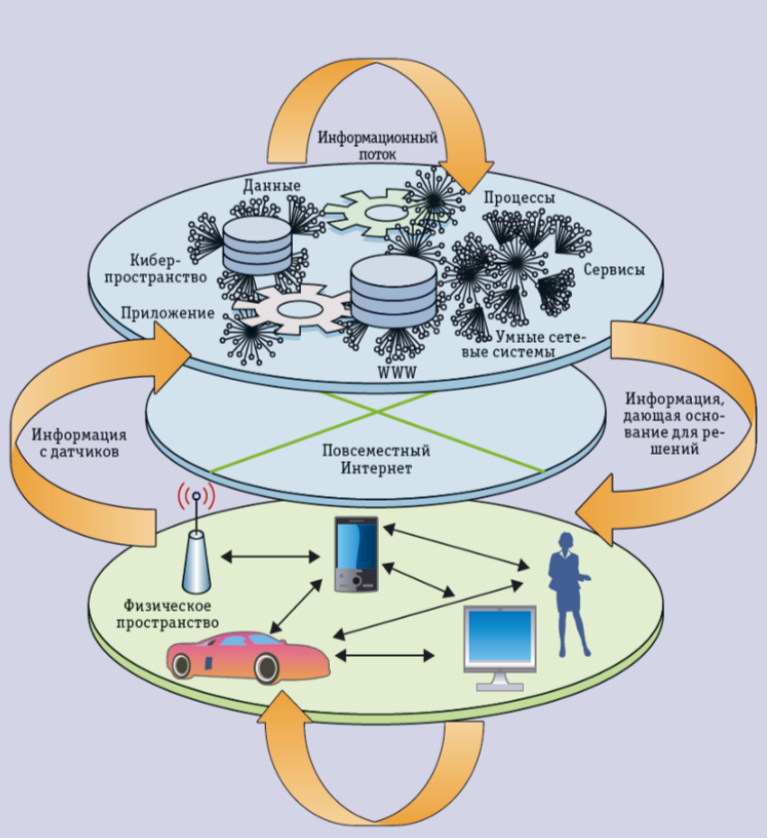 Информационный
поток
Данные
Процессы
Кибер-
пространство
Сервисы
Приложение
Умные сете-
вые системы
WWW
Информация
с датчиков
Информация,
дающая осно-
вание для ре-
шений
Повсеместный
Интернет
Физическое
пространство